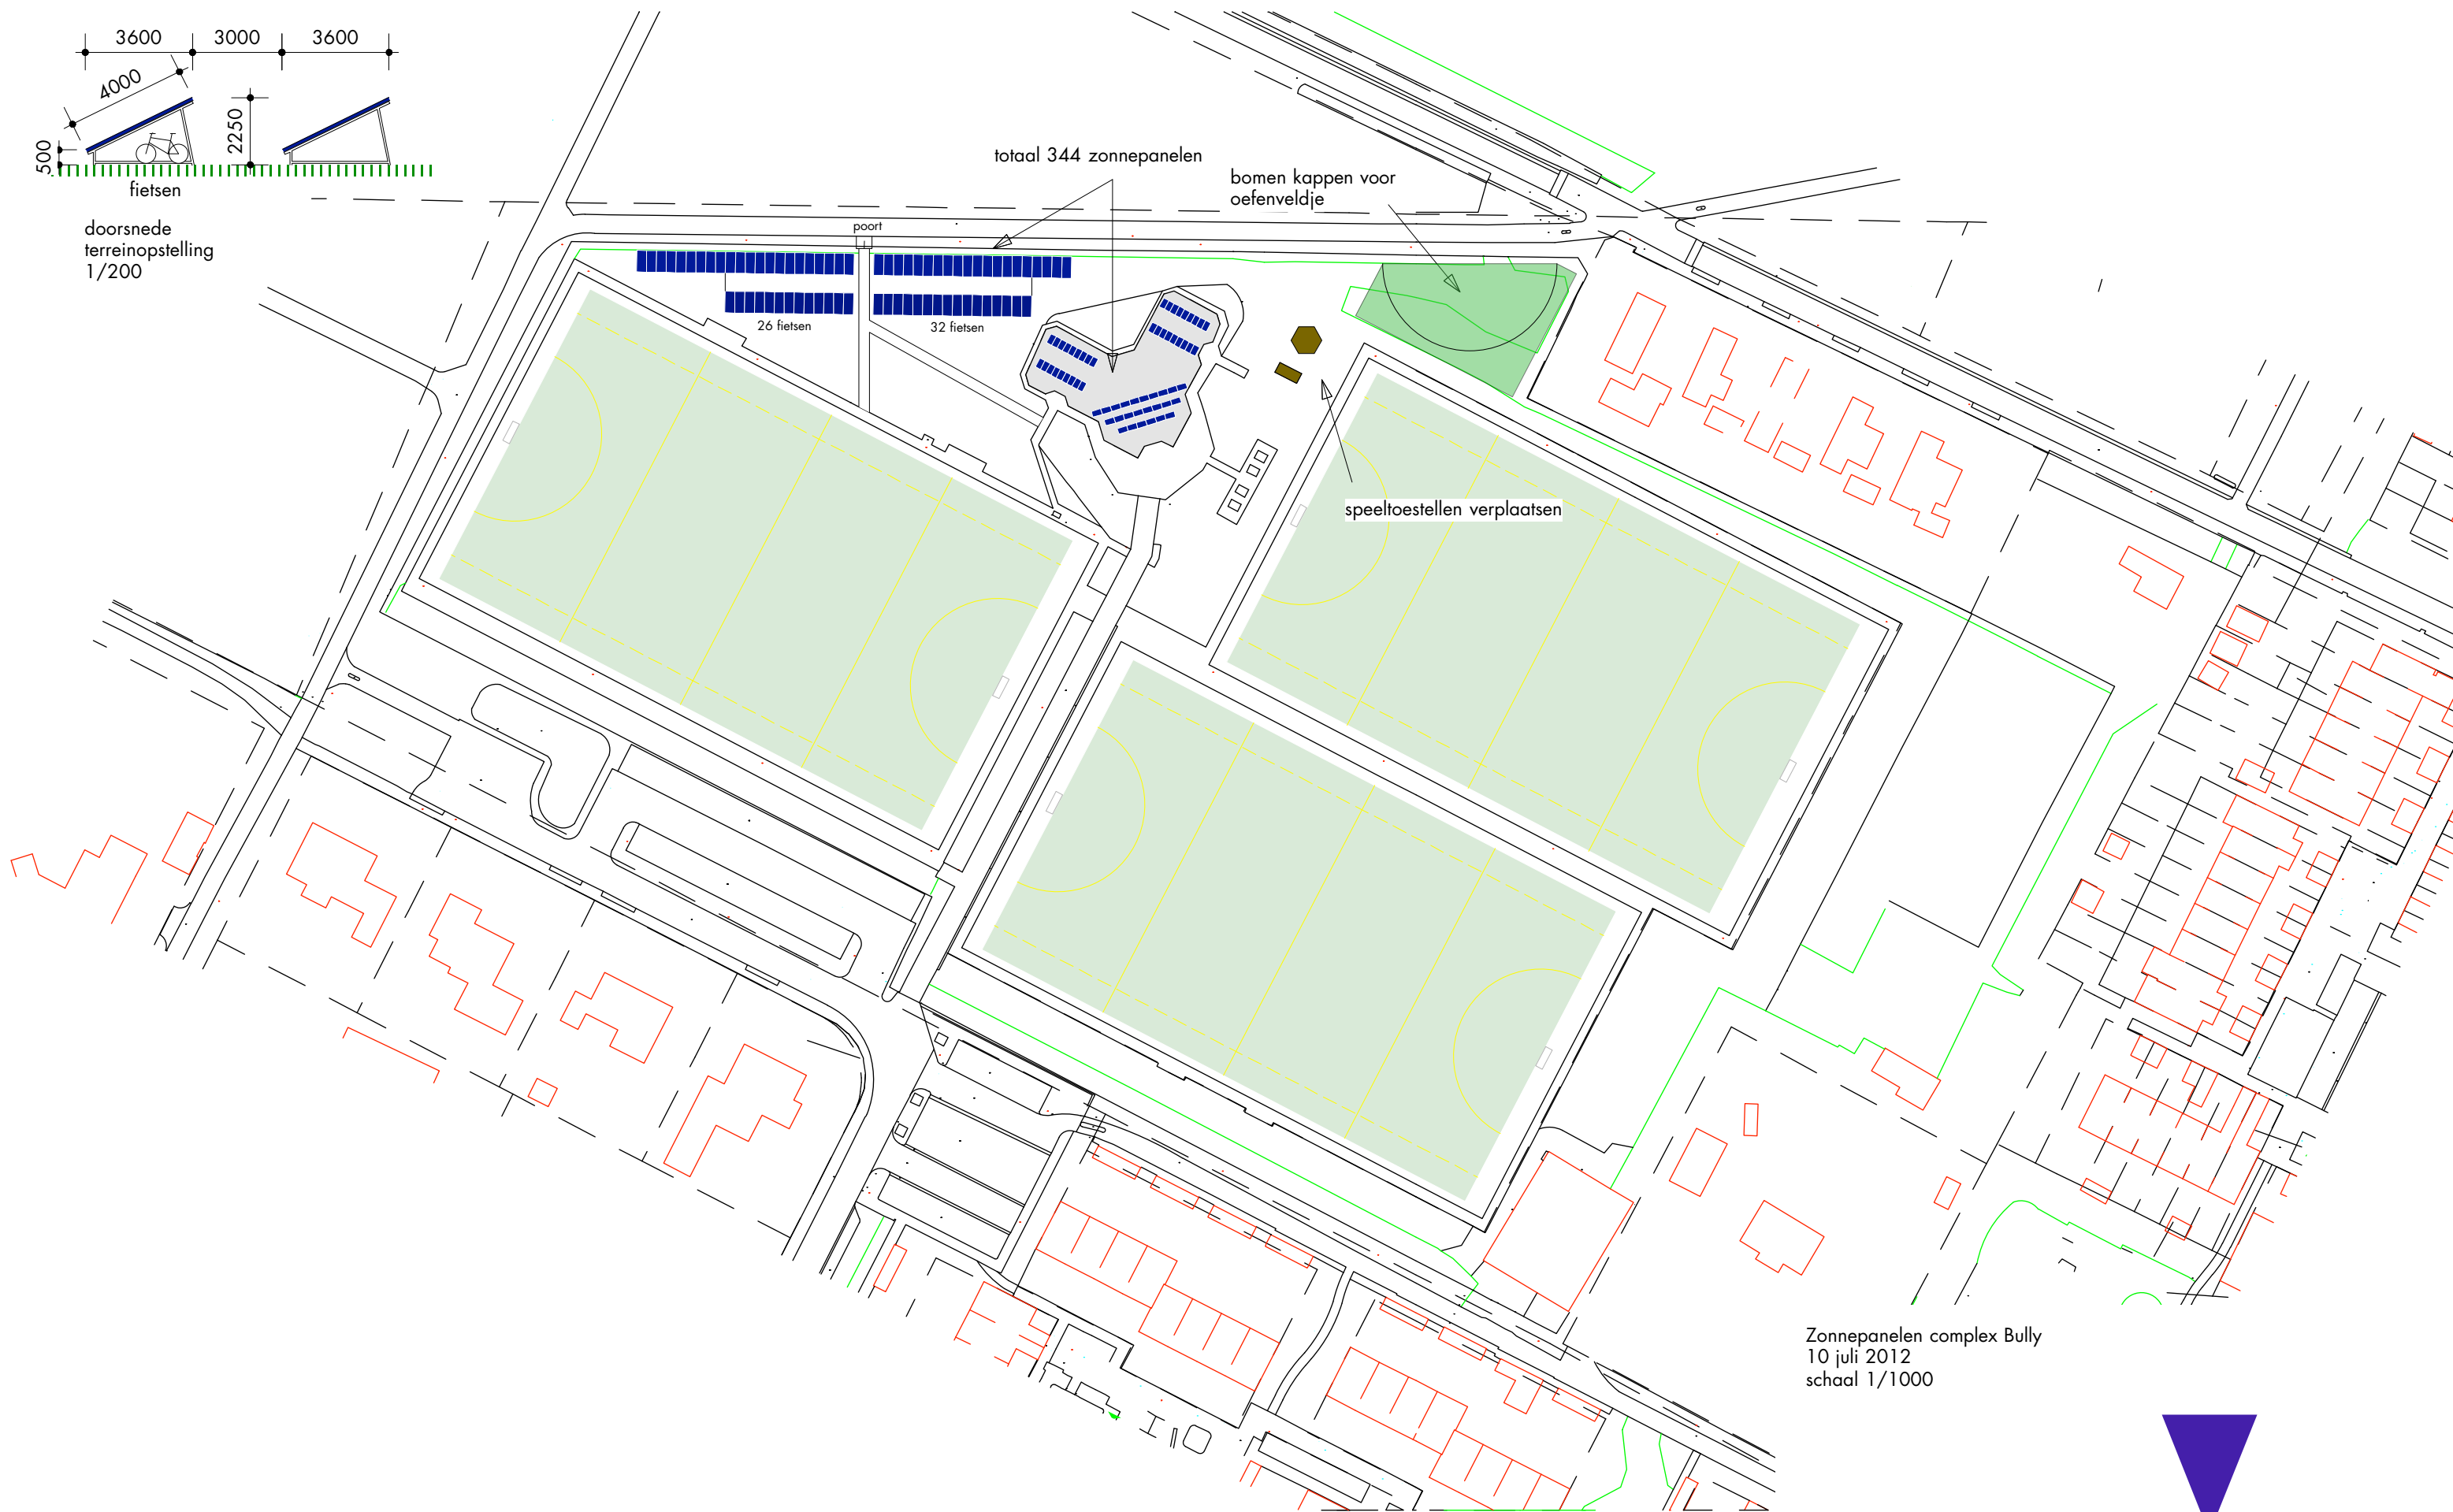 3600 3000 3600
4000
500
2250
fietsen
doorsnede
terreinopstelling
1/200
totaal 344 zonnepanelen
bomen kappen voor
oefenveldje
poort
26 fietsen
32 fietsen
speeltoestellen verplaatsen
Zonnepanelen complex Bully
10 juli 2012
schaal 1/1000